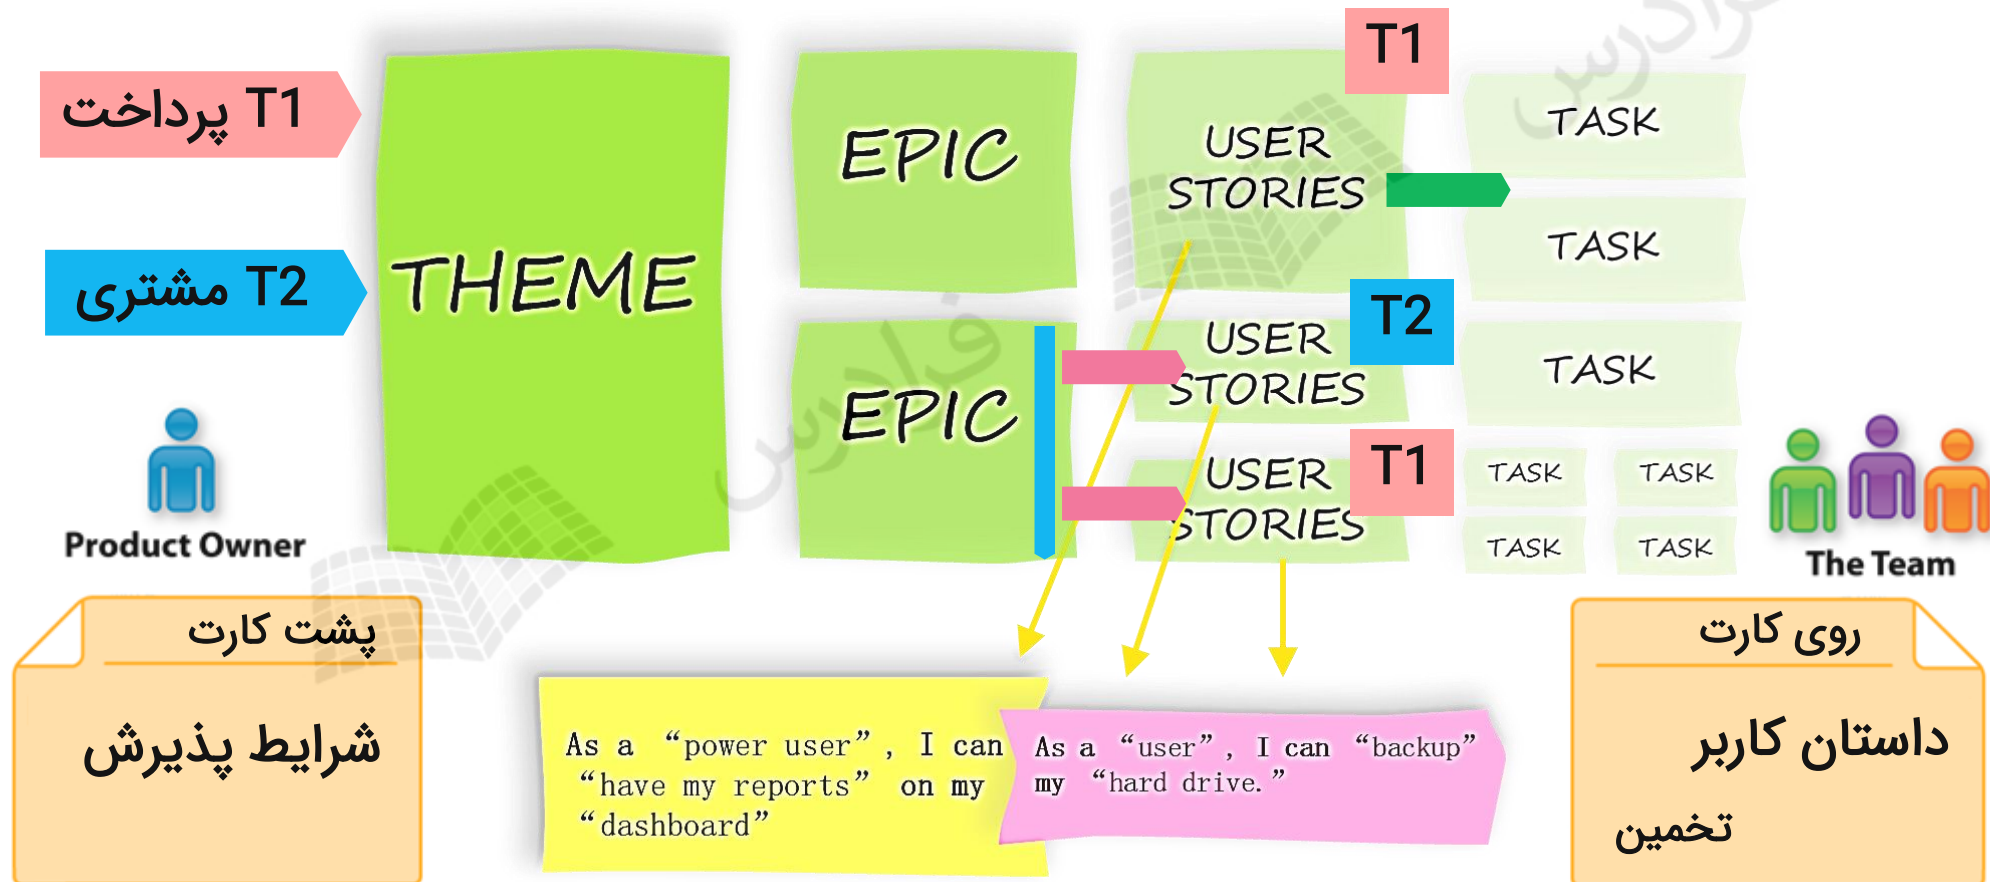 T1 پرداخت
T2 مشتری
THEME
EPIC
EPIC
T1
USER
STORIES
T2
USER
STORIES
T1
USER
STORIES
TASK
TASK
TASK
TASK
TASK
TASK
TASK
Product Owner
The Team
پشت کارت
شرایط پذیرش
As a “power user”, I can
“have my reports” on my
“dashboard”
As a “user”, I can “backup”
my “hard drive.”
روی کارت
داستان کاربر
تخمین
فرادرس
فرادرس